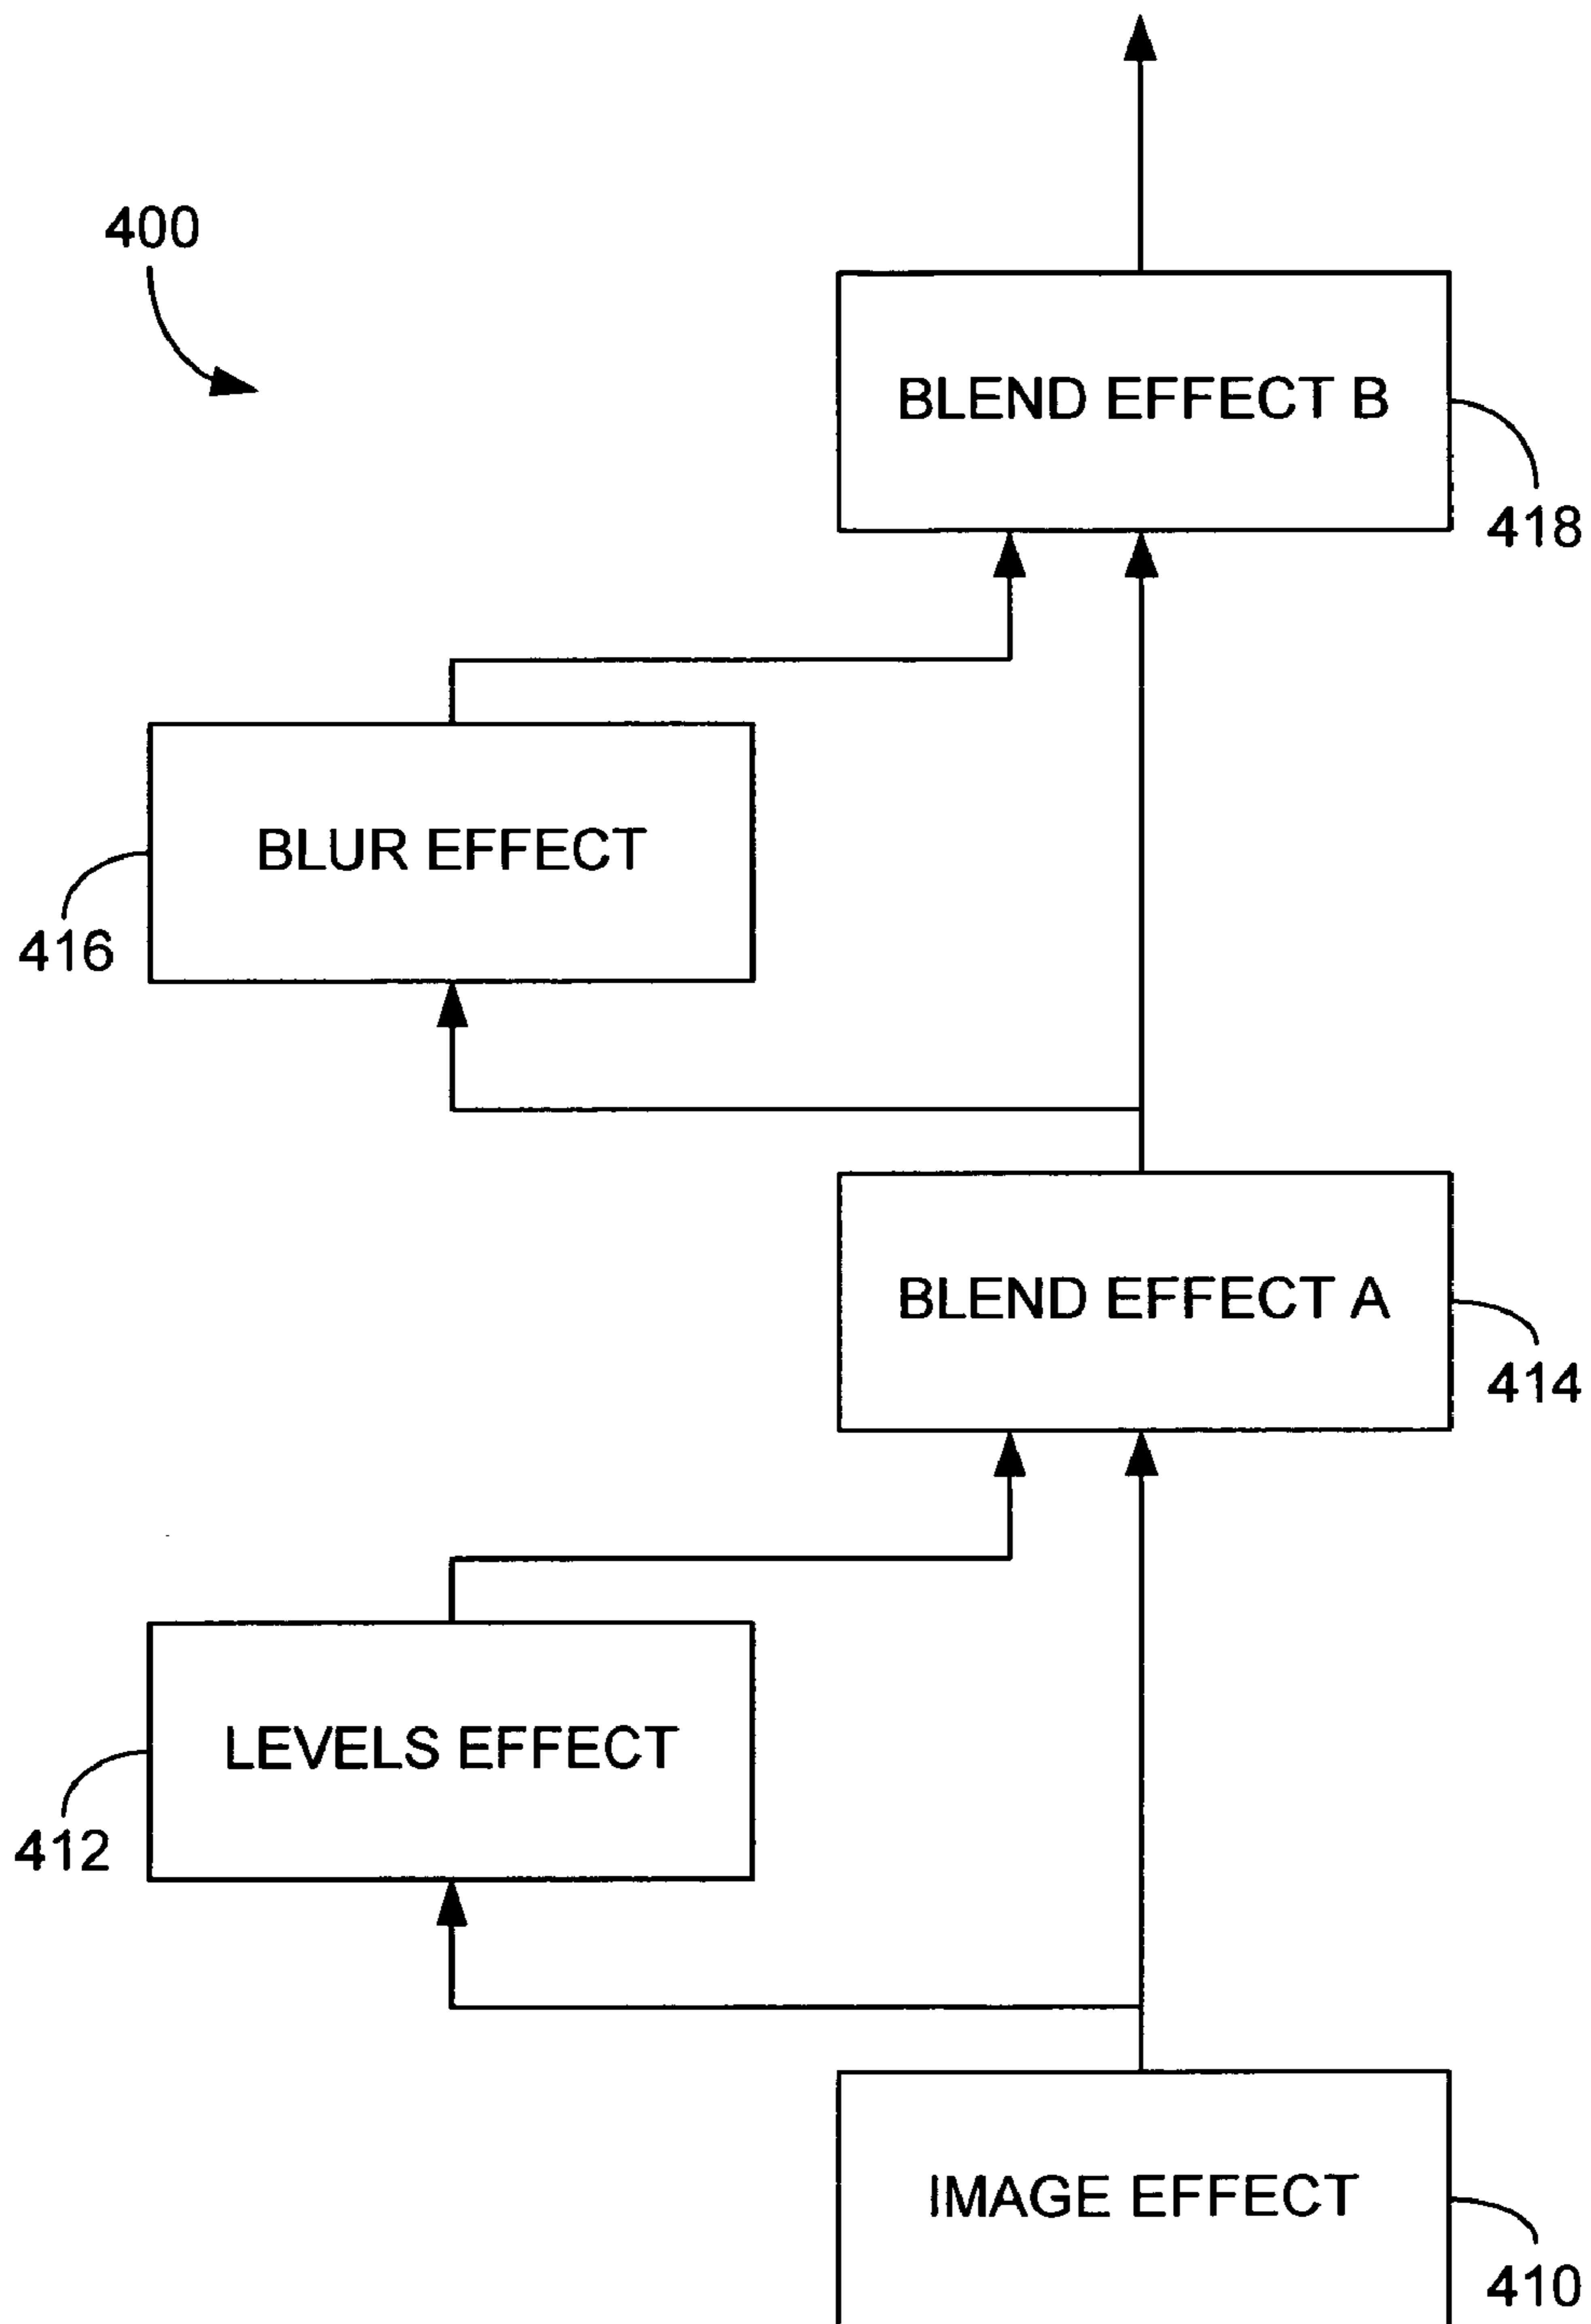 400
BLEND EFFECT B
418
BLUR EFFECT
416
BLEND EFFECT A
414
LEVELS EFFECT
412
IMAGE EFFECT
410